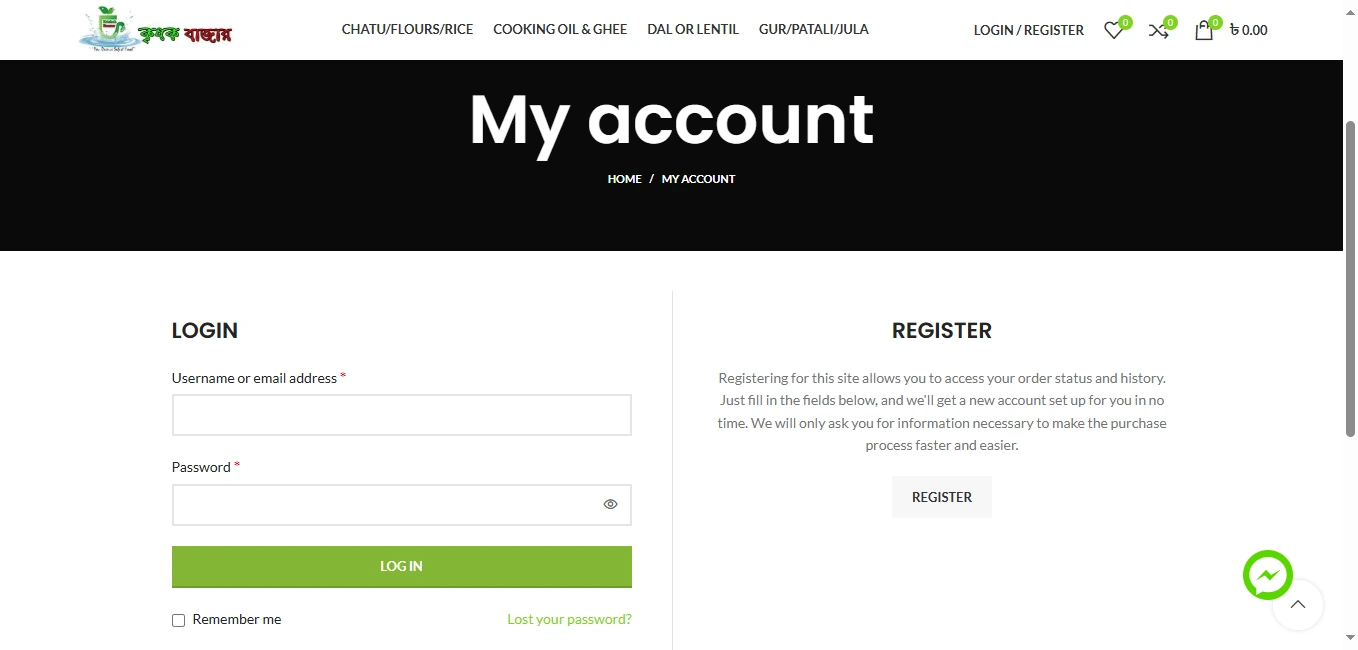 কৃষক বাজার
CHATU/FLOURS/RICE COOKING OIL & GHEE DAL OR LENTIL GUR/PATALI/JULA LOGIN / REGISTER 0 0 0 ৳ 0.00
My account
HOME / MY ACCOUNT
LOGIN
Username or email address *
Password *
LOG IN
Remember me Lost your password?
REGISTER
Registering for this site allows you to access your order status and history.
Just fill in the fields below, and we'll get a new account set up for you in no
time. We will only ask you for information necessary to make the purchase
process faster and easier.
REGISTER